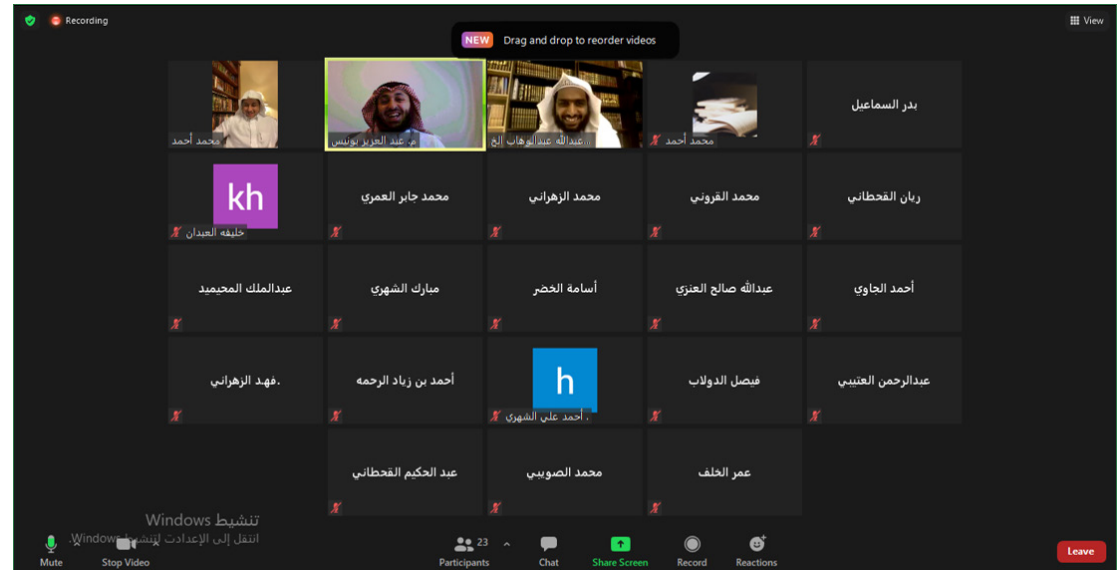 Recording
View
NEW Drag and drop to reorder videos
محمد أحمد
م. عبد العزيز يونيس
عبدالله عبدالوهاب الخ...
محمد أحمد
بدر السماعيل
kh
خليفه العبدان
محمد جابر العمري
محمد الزهراني
محمد القروني
ريان القحطاني
عبدالملك المحيميد
مبارك الشهري
أسامة الخضر
عبدالله صالح العنزي
أحمد الجاوي
فهد الزهراني.
أحمد بن زياد الرحمه
h
أحمد علي الشهري .
فيصل الدولاب
عبدالرحمن العتيبي
عبد الحكيم القحطاني
محمد الصويبي
عمر الخلف
تنشيط Windows
انتقل إلى الإعدادات لتنشيط Windows.
Mute
Stop Video
23
Participants
Chat
Share Screen
Record
Reactions
Leave